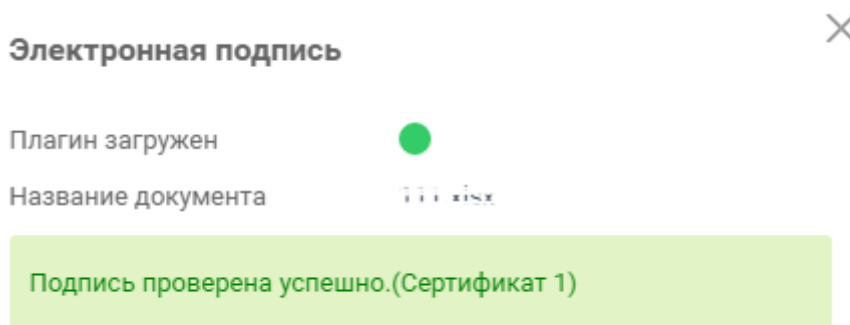 Электронная подпись
Плагин загружен
Название документа
Подпись проверена успешно.(Сертификат 1)